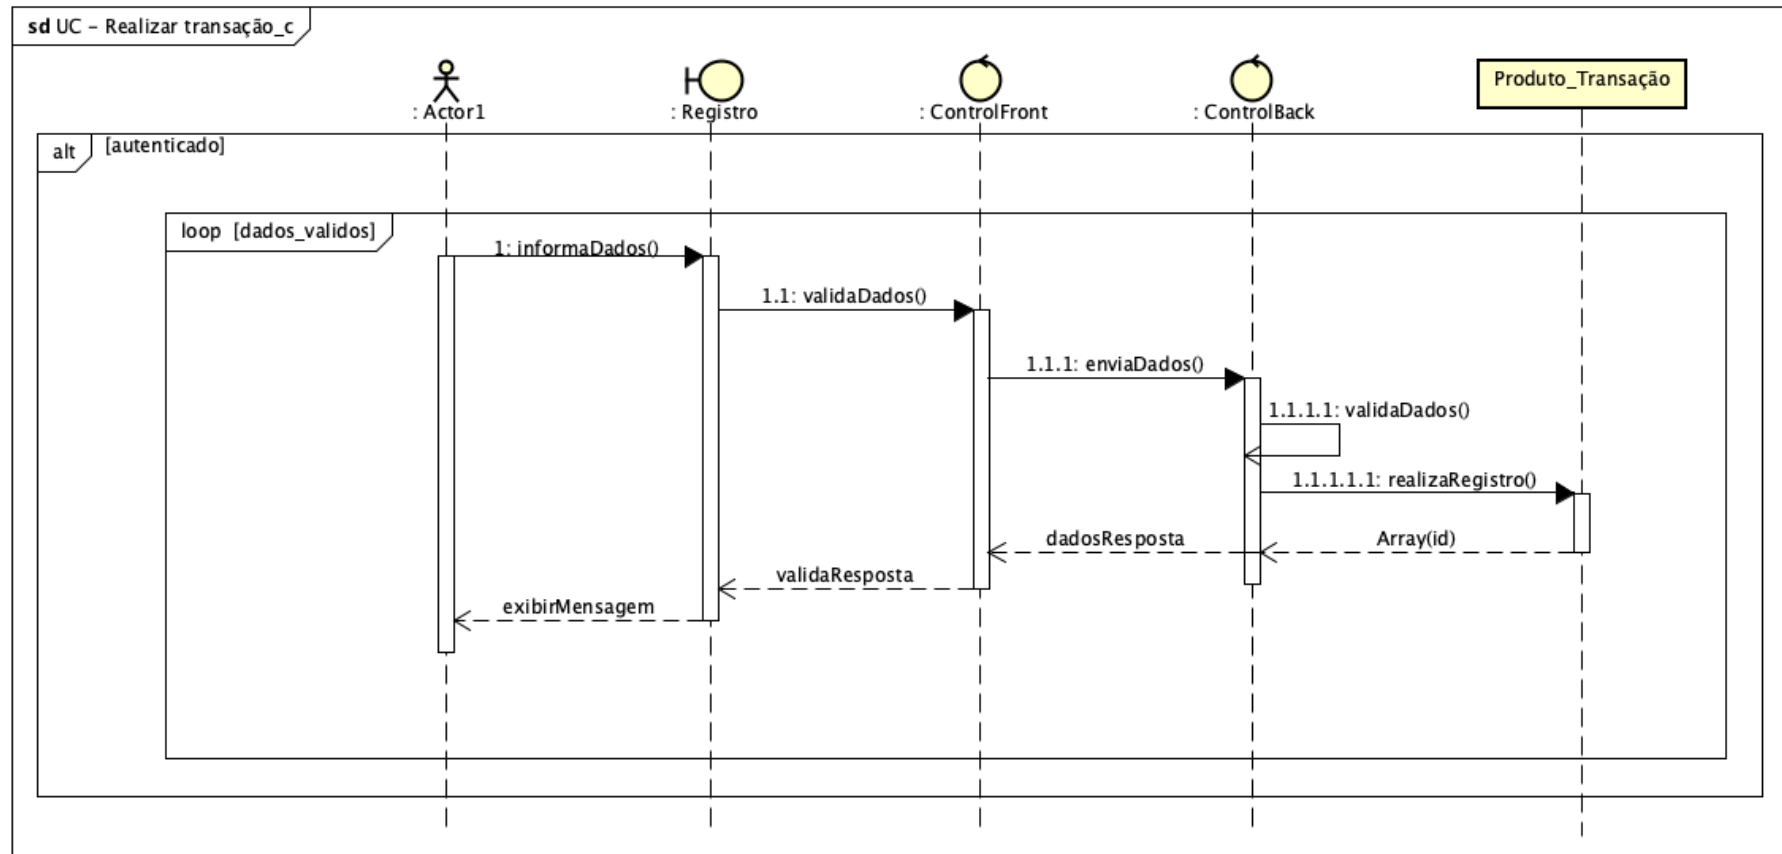 sd UC - Realizar transação_c
: Actor1
: Registro
: ControlFront
: ControlBack
Produto_Transação
alt [autenticado]
loop [dados_validos]
1: informaDados()
1.1: validaDados()
1.1.1: enviaDados()
1.1.1.1: validaDados()
1.1.1.1.1: realizaRegistro()
dadosResposta
Array(id)
validaResposta
exibirMensagem